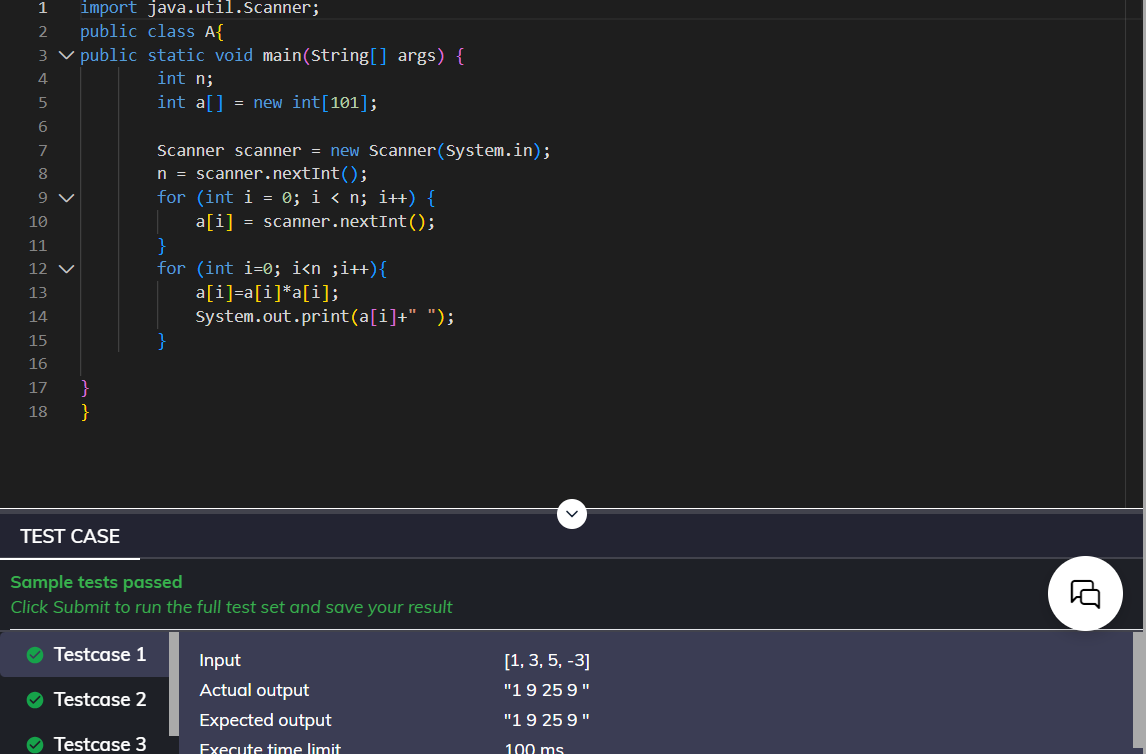 1 import java.util.Scanner;
2 public class A{
3 public static void main(String[] args) {
4 int n;
5 int a[] = new int[101];
6
7 Scanner scanner = new Scanner(System.in);
8 n = scanner.nextInt();
9 for (int i = 0; i < n; i++) {
10 a[i] = scanner.nextInt();
11 }
12 for (int i=0; i<n ;i++){
13 a[i]=a[i]*a[i];
14 System.out.print(a[i]+" ");
15 }
16
17 }
18 }
TEST CASE
Sample tests passed
Click Submit to run the full test set and save your result
Testcase 1
Testcase 2
Testcase 3
Input [1, 3, 5, -3]
Actual output "1 9 25 9 "
Expected output "1 9 25 9 "
Execute time limit 100 ms